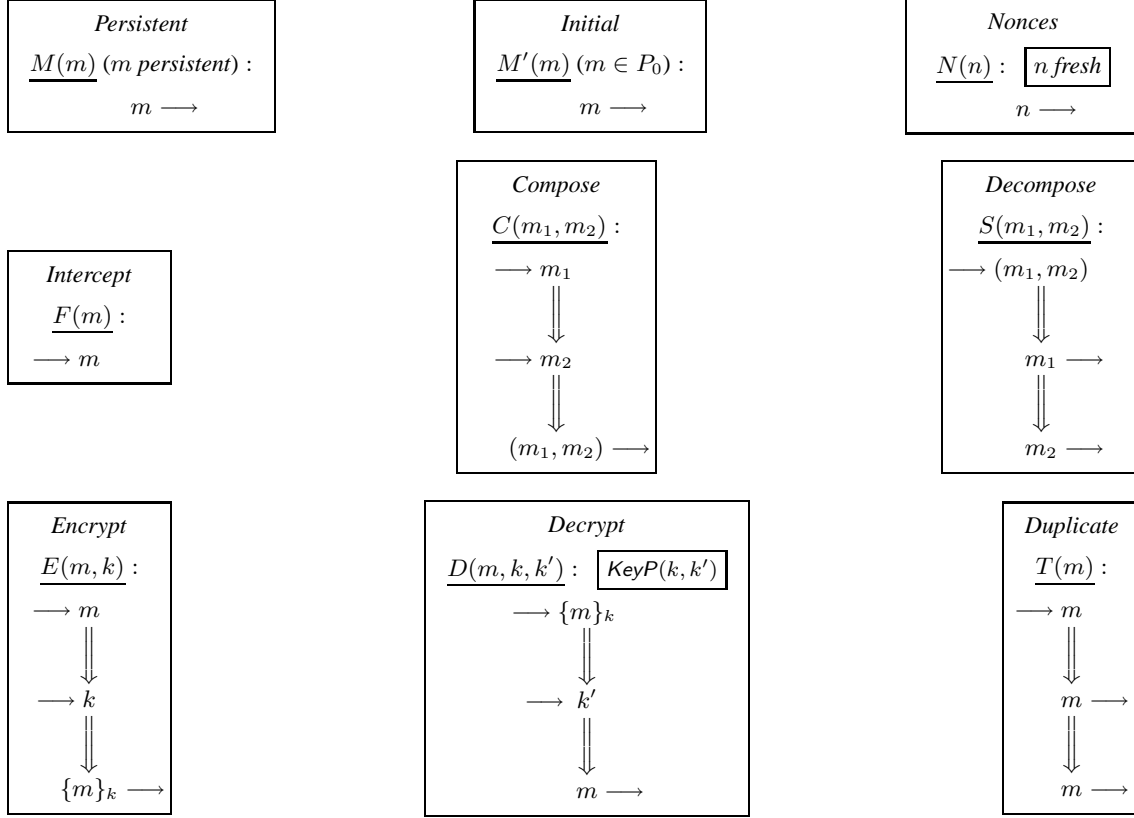 Persistent
M(m) (m persistent) :
m ⟶
Initial
M′(m) (m ∈ P₀) :
m ⟶
Nonces
N(n) : n fresh
n ⟶
Intercept
F(m) :
⟶ m
Compose
C(m₁, m₂) :
⟶ m₁
⟶ m₂
(m₁, m₂) ⟶
Decompose
S(m₁, m₂) :
⟶ (m₁, m₂)
m₁ ⟶
m₂ ⟶
Encrypt
E(m, k) :
⟶ m
⟶ k
{m}ₖ ⟶
Decrypt
D(m, k, k′) : KeyP(k, k′)
⟶ {m}ₖ
⟶ k′
m ⟶
Duplicate
T(m) :
⟶ m
m ⟶
m ⟶